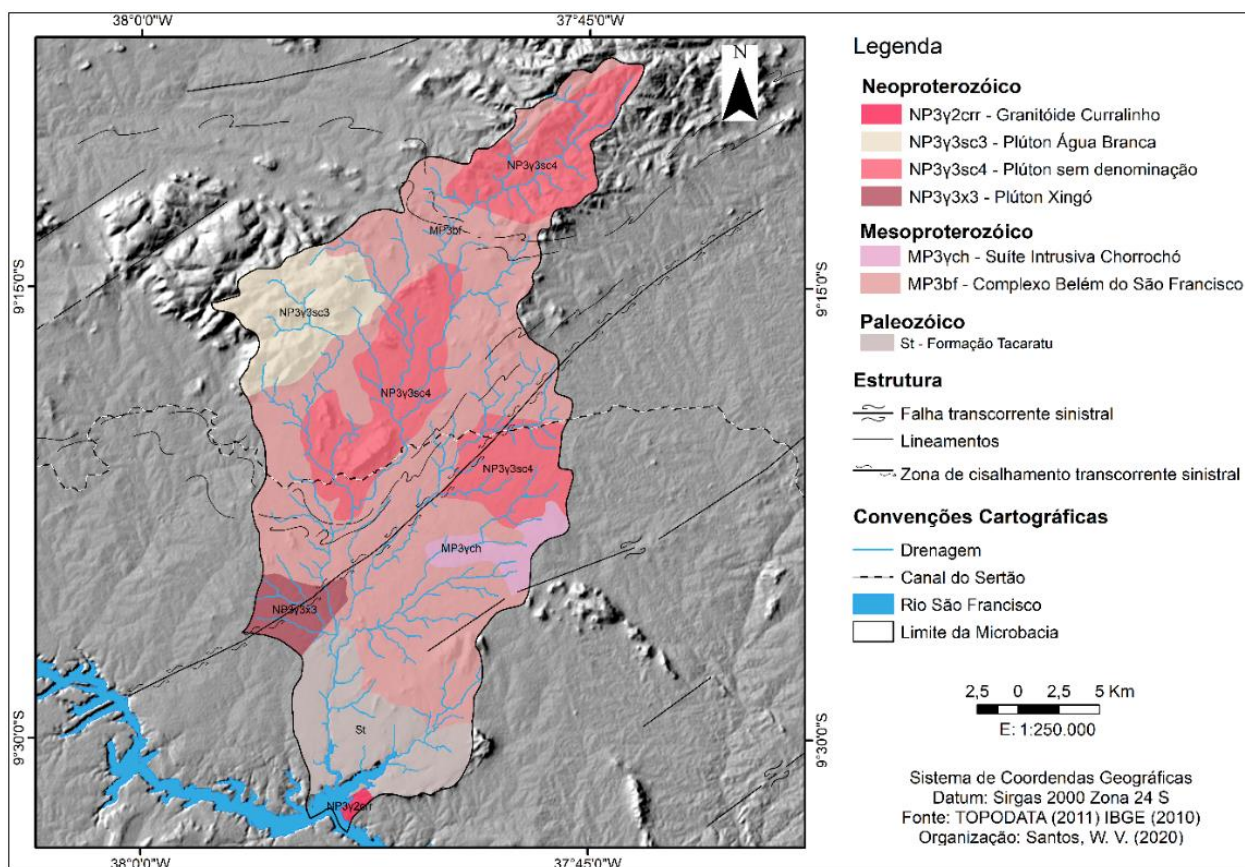 38°0'0"W
37°45'0"W
N
9°15'0"S
9°15'0"S
9°30'0"S
9°30'0"S
NP3γ3sc4
MP3bf
NP3γ3sc3
NP3γ3sc4
NP3γ3sc4
MP3γch
NP3γ3x3
St
NP3γ2crr
38°0'0"W
37°45'0"W
Legenda
Neoproterozóico
NP3γ2crr - Granitóide Curralinho
NP3γ3sc3 - Plúton Água Branca
NP3γ3sc4 - Plúton sem denominação
NP3γ3x3 - Plúton Xingó
Mesoproterozóico
MP3γch - Suíte Intrusiva Chorrochó
MP3bf - Complexo Belém do São Francisco
Paleozóico
St - Formação Tacaratu
Estrutura
Falha transcorrente sinistral
Lineamentos
Zona de cisalhamento transcorrente sinistral
Convenções Cartográficas
Drenagem
Canal do Sertão
Rio São Francisco
Limite da Microbacia
2,5 0 2,5 5 Km
E: 1:250.000
Sistema de Coordendas Geográficas
Datum: Sirgas 2000 Zona 24 S
Fonte: TOPODATA (2011) IBGE (2010)
Organização: Santos, W. V. (2020)